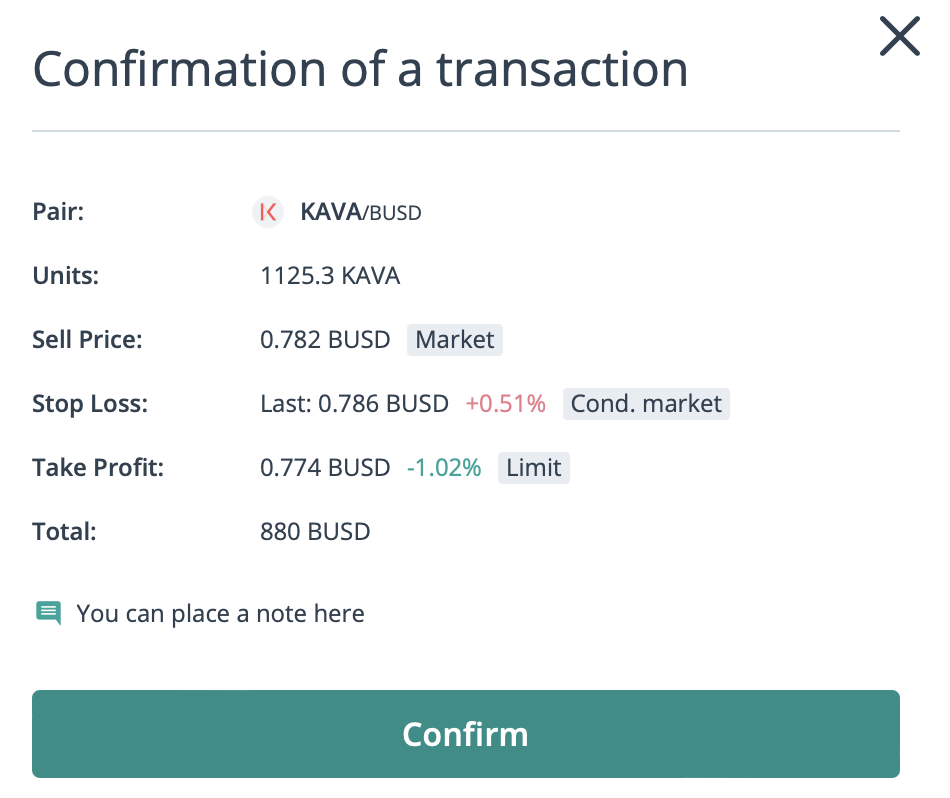 Confirmation of a transaction
Pair: KAVA/BUSD
Units: 1125.3 KAVA
Sell Price: 0.782 BUSD Market
Stop Loss: Last: 0.786 BUSD +0.51% Cond. market
Take Profit: 0.774 BUSD -1.02% Limit
Total: 880 BUSD
You can place a note here
Confirm